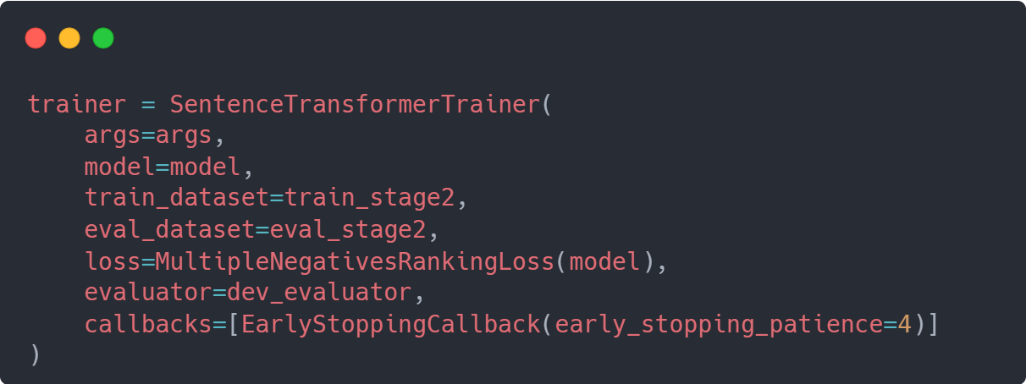 trainer = SentenceTransformerTrainer(
    args=args,
    model=model,
    train_dataset=train_stage2,
    eval_dataset=eval_stage2,
    loss=MultipleNegativesRankingLoss(model),
    evaluator=dev_evaluator,
    callbacks=[EarlyStoppingCallback(early_stopping_patience=4)]
)